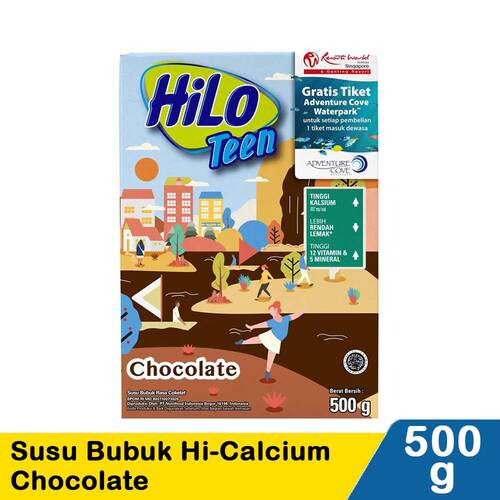 HiLo
Teen
Resorts World
Singapore
Gratis Tiket
Adventure Cove
Waterpark™
untuk setiap pembelian
1 tiket masuk dewasa
ADVENTURE
COVE
TINGGI
KALSIUM
LEBIH
RENDAH
LEMAK*
TINGGI
12 VITAMIN &
5 MINERAL
Chocolate
Susu Bubuk Rasa Cokelat
Berat Bersih :
500 g
Susu Bubuk Hi-Calcium
Chocolate
500
g